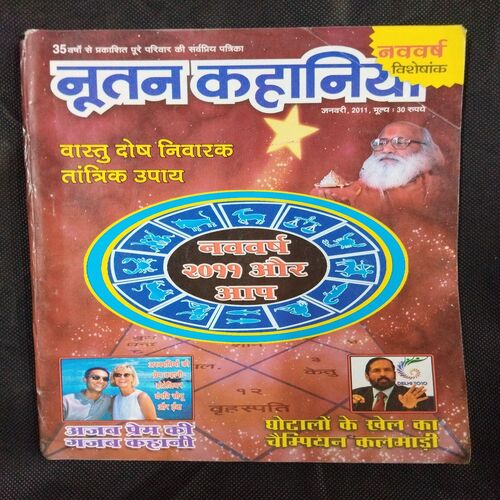 35 वर्षों से प्रकाशित पूरे परिवार की सर्वप्रिय पत्रिका
नववर्ष
विशेषांक
नूतन कहानियां
जनवरी, 2011, मूल्य : 30 रुपये
वास्तु दोष निवारक
तांत्रिक उपाय
नववर्ष
२०११ और
आप
१२
वृहस्पति
केतु
DELHI 2010
अजब प्रेम की
गजब कहानी
घोटालों के खेल का
चैम्पियन कलमाड़ी